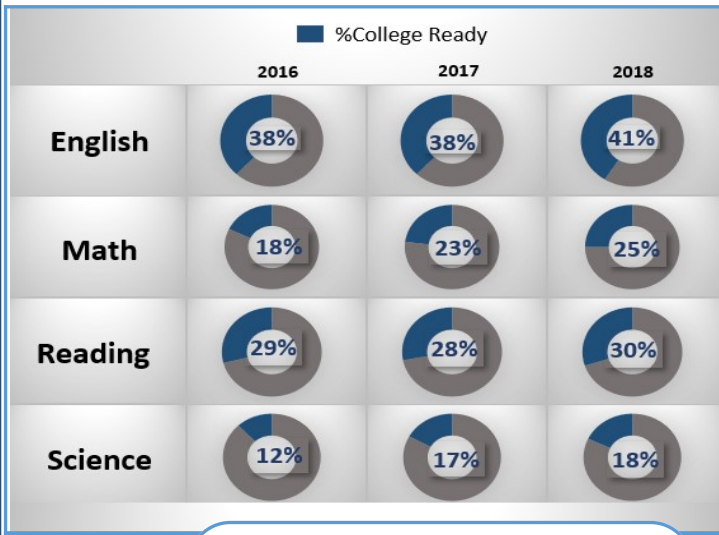 %College Ready
2016 2017 2018
English 38% 38% 41%
Math 18% 23% 25%
Reading 29% 28% 30%
Science 12% 17% 18%